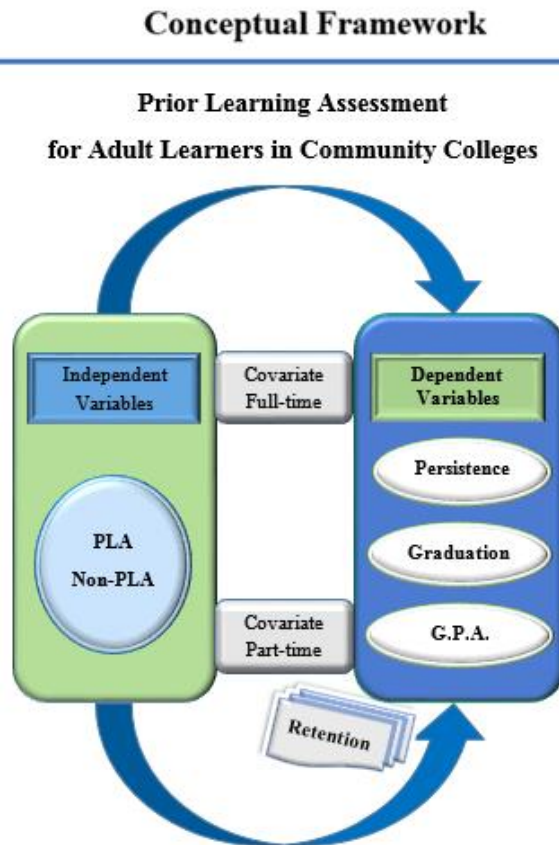 Conceptual Framework
Prior Learning Assessment
for Adult Learners in Community Colleges
Independent
Variables
Covariate
Full-time
Dependent
Variables
Persistence
PLA
Non-PLA
Graduation
Covariate
Part-time
G.P.A.
Retention